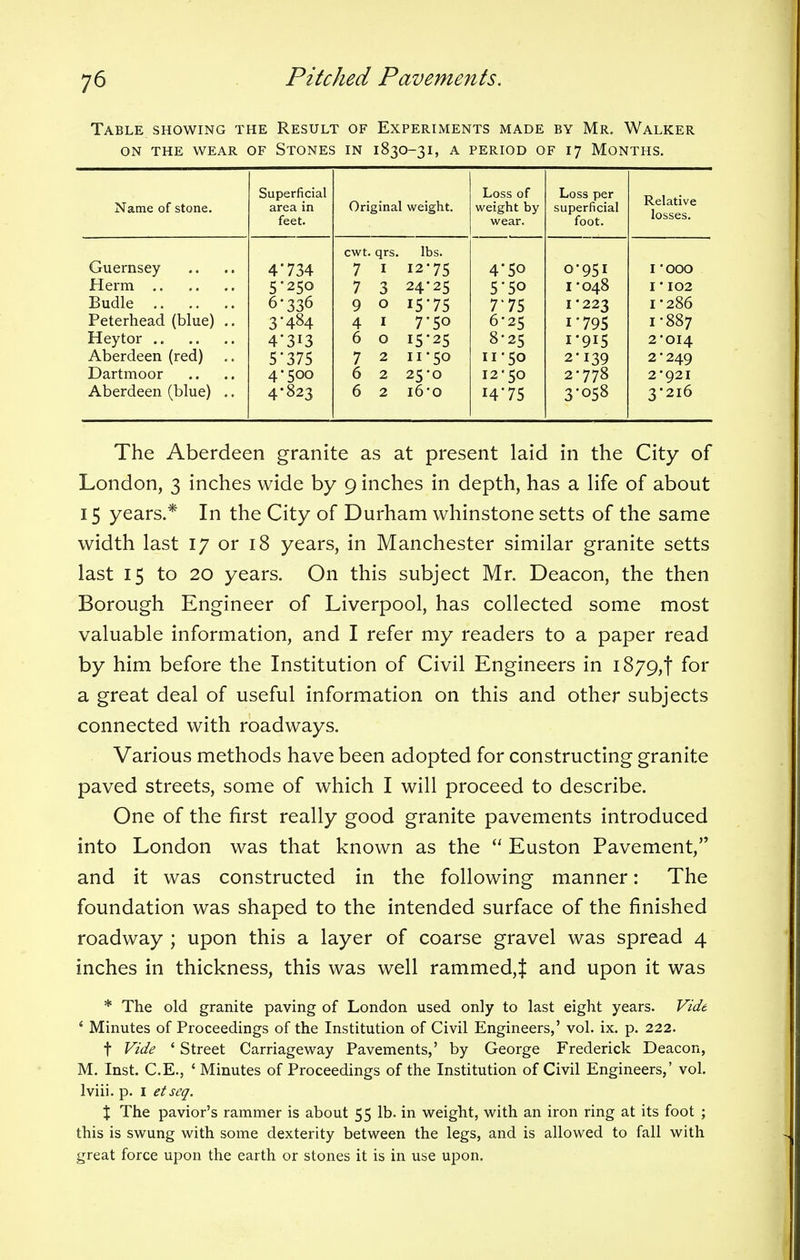 76 Pitched Pavements.
Table showing the Result of Experiments made by Mr. Walker
on the wear of Stones in 1830-31, a period of 17 Months.
Name of stone. Superficial area in feet. Original weight. Loss of weight by wear. Loss per superficial foot. Relative losses.
cwt. qrs. lbs.
Guernsey .. .. 4·734 7 1 12·75 4·50 0·951 1·000
Herm .. .. .. 5·250 7 3 24·25 5·50 1·048 1·102
Budle .. .. .. 6·336 9 0 15·75 7·75 1·223 1·286
Peterhead (blue) .. 3·484 4 1 7·50 6·25 1·795 1·887
Heytor .. .. .. 4·313 6 0 15·25 8·25 1·915 2·014
Aberdeen (red) .. 5·375 7 2 11·50 11·50 2·139 2·249
Dartmoor .. .. 4·500 6 2 25·0 12·50 2·778 2·921
Aberdeen (blue) .. 4·823 6 2 16·0 14·75 3·058 3·216
The Aberdeen granite as at present laid in the City of
London, 3 inches wide by 9 inches in depth, has a life of about
15 years.* In the City of Durham whinstone setts of the same
width last 17 or 18 years, in Manchester similar granite setts
last 15 to 20 years. On this subject Mr. Deacon, the then
Borough Engineer of Liverpool, has collected some most
valuable information, and I refer my readers to a paper read
by him before the Institution of Civil Engineers in 1879,† for
a great deal of useful information on this and other subjects
connected with roadways.
Various methods have been adopted for constructing granite
paved streets, some of which I will proceed to describe.
One of the first really good granite pavements introduced
into London was that known as the “ Euston Pavement,”
and it was constructed in the following manner: The
foundation was shaped to the intended surface of the finished
roadway ; upon this a layer of coarse gravel was spread 4
inches in thickness, this was well rammed,‡ and upon it was
* The old granite paving of London used only to last eight years. Vide
‘ Minutes of Proceedings of the Institution of Civil Engineers,’ vol. ix. p. 222.
† Vide ‘ Street Carriageway Pavements,’ by George Frederick Deacon,
M. Inst. C.E., ‘ Minutes of Proceedings of the Institution of Civil Engineers,’ vol.
lviii. p. 1 et seq.
‡ The pavior’s rammer is about 55 lb. in weight, with an iron ring at its foot ;
this is swung with some dexterity between the legs, and is allowed to fall with
great force upon the earth or stones it is in use upon.